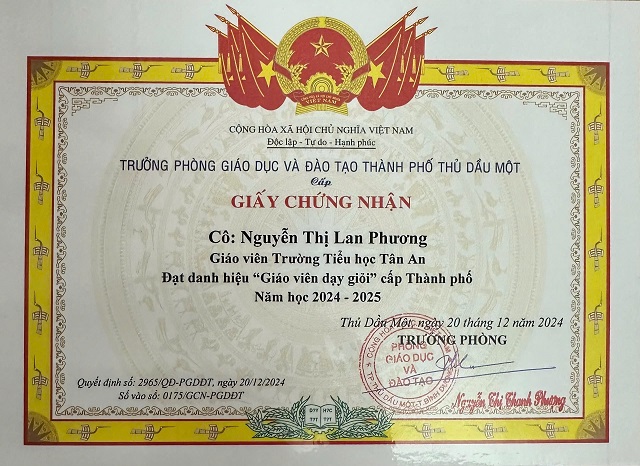 VIỆT NAM
CỘNG HÒA XÃ HỘI CHỦ NGHĨA VIỆT NAM
Độc lập - Tự do - Hạnh phúc
TRƯỞNG PHÒNG GIÁO DỤC VÀ ĐÀO TẠO THÀNH PHỐ THỦ DẦU MỘT
Cấp
GIẤY CHỨNG NHẬN
Cô: Nguyễn Thị Lan Phương
Giáo viên Trường Tiểu học Tân An
Đạt danh hiệu “Giáo viên dạy giỏi” cấp Thành phố
Năm học 2024 - 2025
Thủ Dầu Một, ngày 20 tháng 12 năm 2024
TRƯỞNG PHÒNG
PHÒNG
GIÁO DỤC
VÀ
ĐÀO TẠO
Nguyễn Thị Thanh Phương
Quyết định số: 2965/QĐ-PGDĐT, ngày 20/12/2024
Số vào sổ: 0175/GCN-PGDĐT